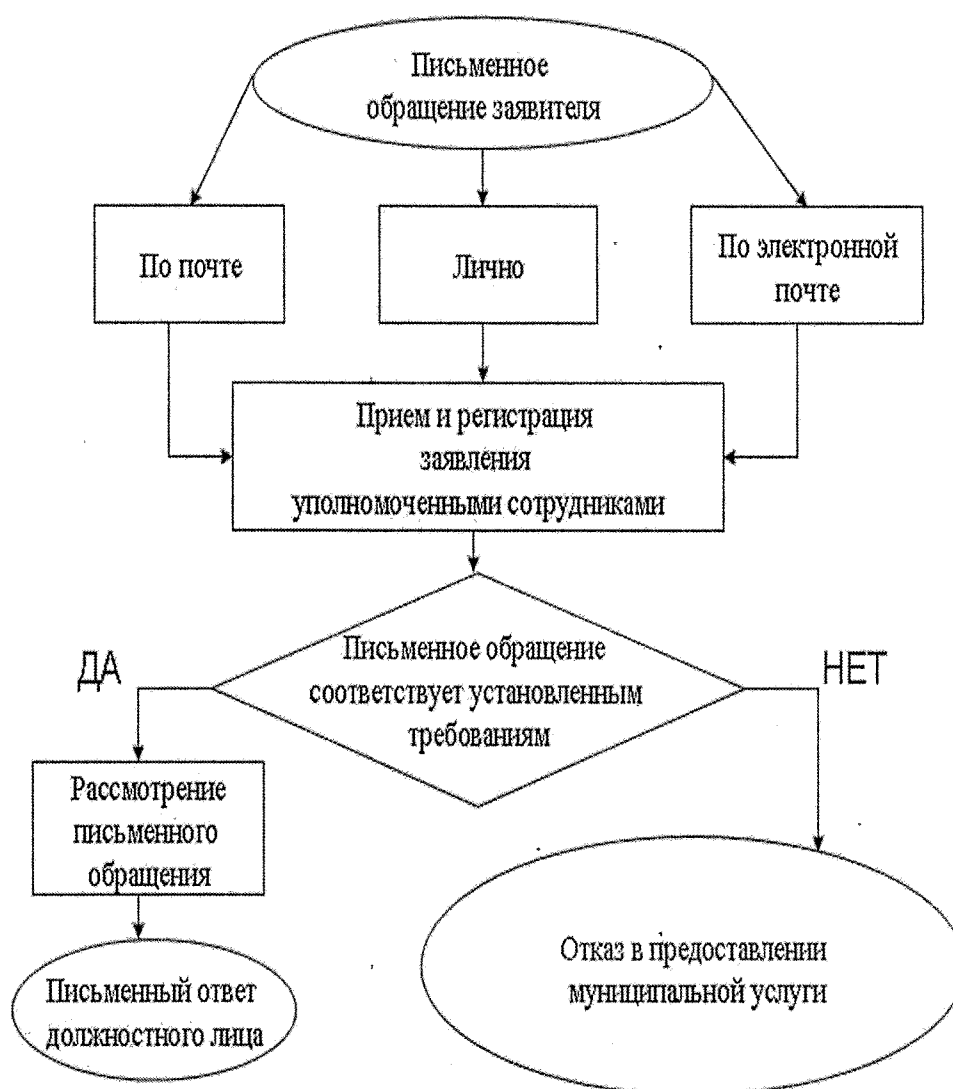 Письменное
обращение заявителя
По почте
Лично
По электронной
почте
Прием и регистрация
заявления
уполномоченными сотрудниками
Письменное обращение
соответствует установленным
требованиям
ДА
НЕТ
Рассмотрение
письменного
обращения
Письменный ответ
должностного лица
Отказ в предоставлении
муниципальной услуги